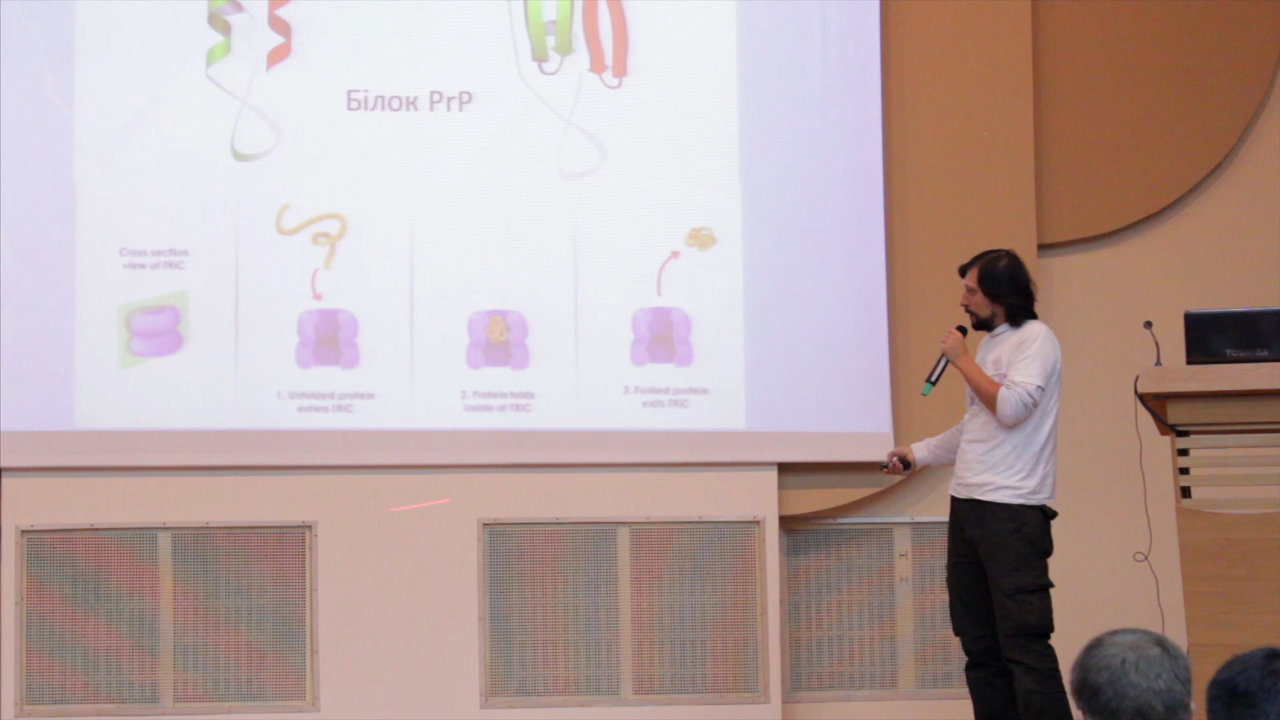 Білок PrP
Cross section
view of TRiC
1. Unfolded protein
enters TRiC
2. Protein folds
inside of TRiC
3. Folded protein
exits TRiC
TOSHIBA